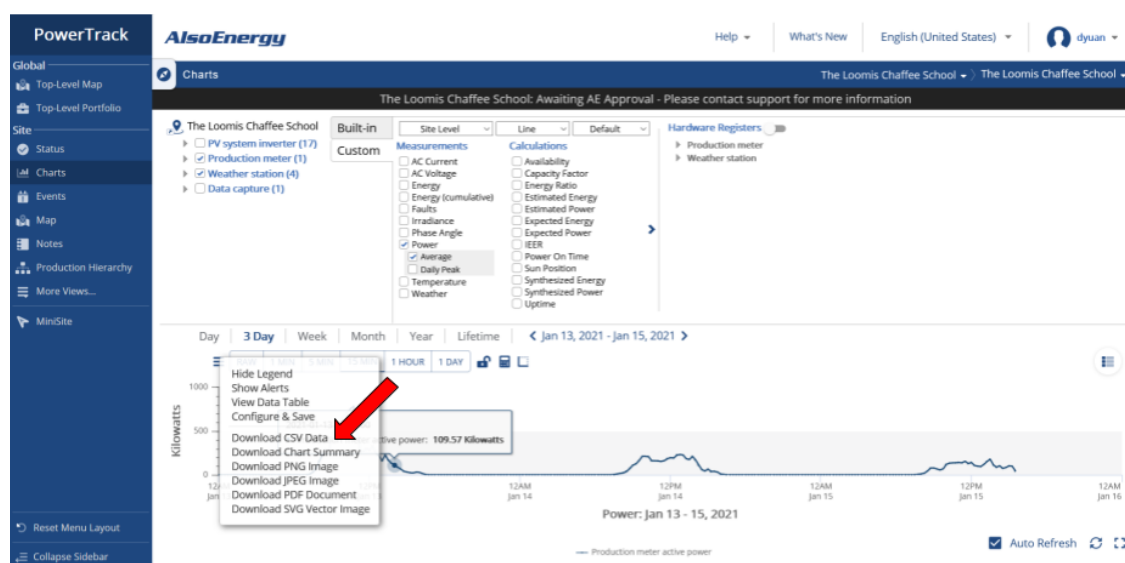 PowerTrack
AlsoEnergy
Help
What's New
English (United States)
dyuan
Global
Top-Level Map
Top-Level Portfolio
Site
Status
Charts
Events
Map
Notes
Production Hierarchy
More Views...
MiniSite
Reset Menu Layout
Collapse Sidebar
Charts
The Loomis Chaffee School
The Loomis Chaffee School
The Loomis Chaffee School: Awaiting AE Approval - Please contact support for more information
The Loomis Chaffee School
PV system inverter (17)
Production meter (1)
Weather station (4)
Data capture (1)
Built-in
Custom
Site Level
Line
Default
Measurements
AC Current
AC Voltage
Energy
Energy (cumulative)
Faults
Irradiance
Phase Angle
Power
Average
Daily Peak
Temperature
Weather
Calculations
Availability
Capacity Factor
Energy Ratio
Estimated Energy
Estimated Power
Expected Energy
Expected Power
IEER
Power On Time
Sun Position
Synthesized Energy
Synthesized Power
Uptime
Hardware Registers
Production meter
Weather station
Day
3 Day
Week
Month
Year
Lifetime
Jan 13, 2021 - Jan 15, 2021
1 HOUR
1 DAY
Hide Legend
Show Alerts
View Data Table
Configure & Save
Download CSV Data
Download Chart Summary
Download PNG Image
Download JPEG Image
Download PDF Document
Download SVG Vector Image
active power: 109.57 Kilowatts
Kilowatts
1000
500
0
12AM
Jan 14
12PM
Jan 14
12AM
Jan 15
12PM
Jan 15
12AM
Jan 16
Power: Jan 13 - 15, 2021
Production meter active power
Auto Refresh